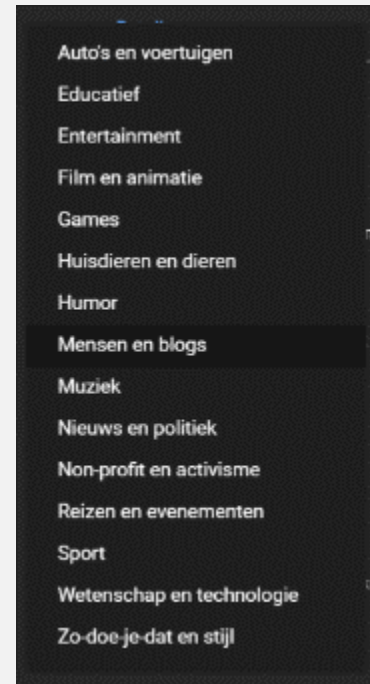 Auto's en voertuigen
Educatief
Entertainment
Film en animatie
Games
Huisdieren en dieren
Humor
Mensen en blogs
Muziek
Nieuws en politiek
Non-profit en activisme
Reizen en evenementen
Sport
Wetenschap en technologie
Zo-doe-je-dat en stijl